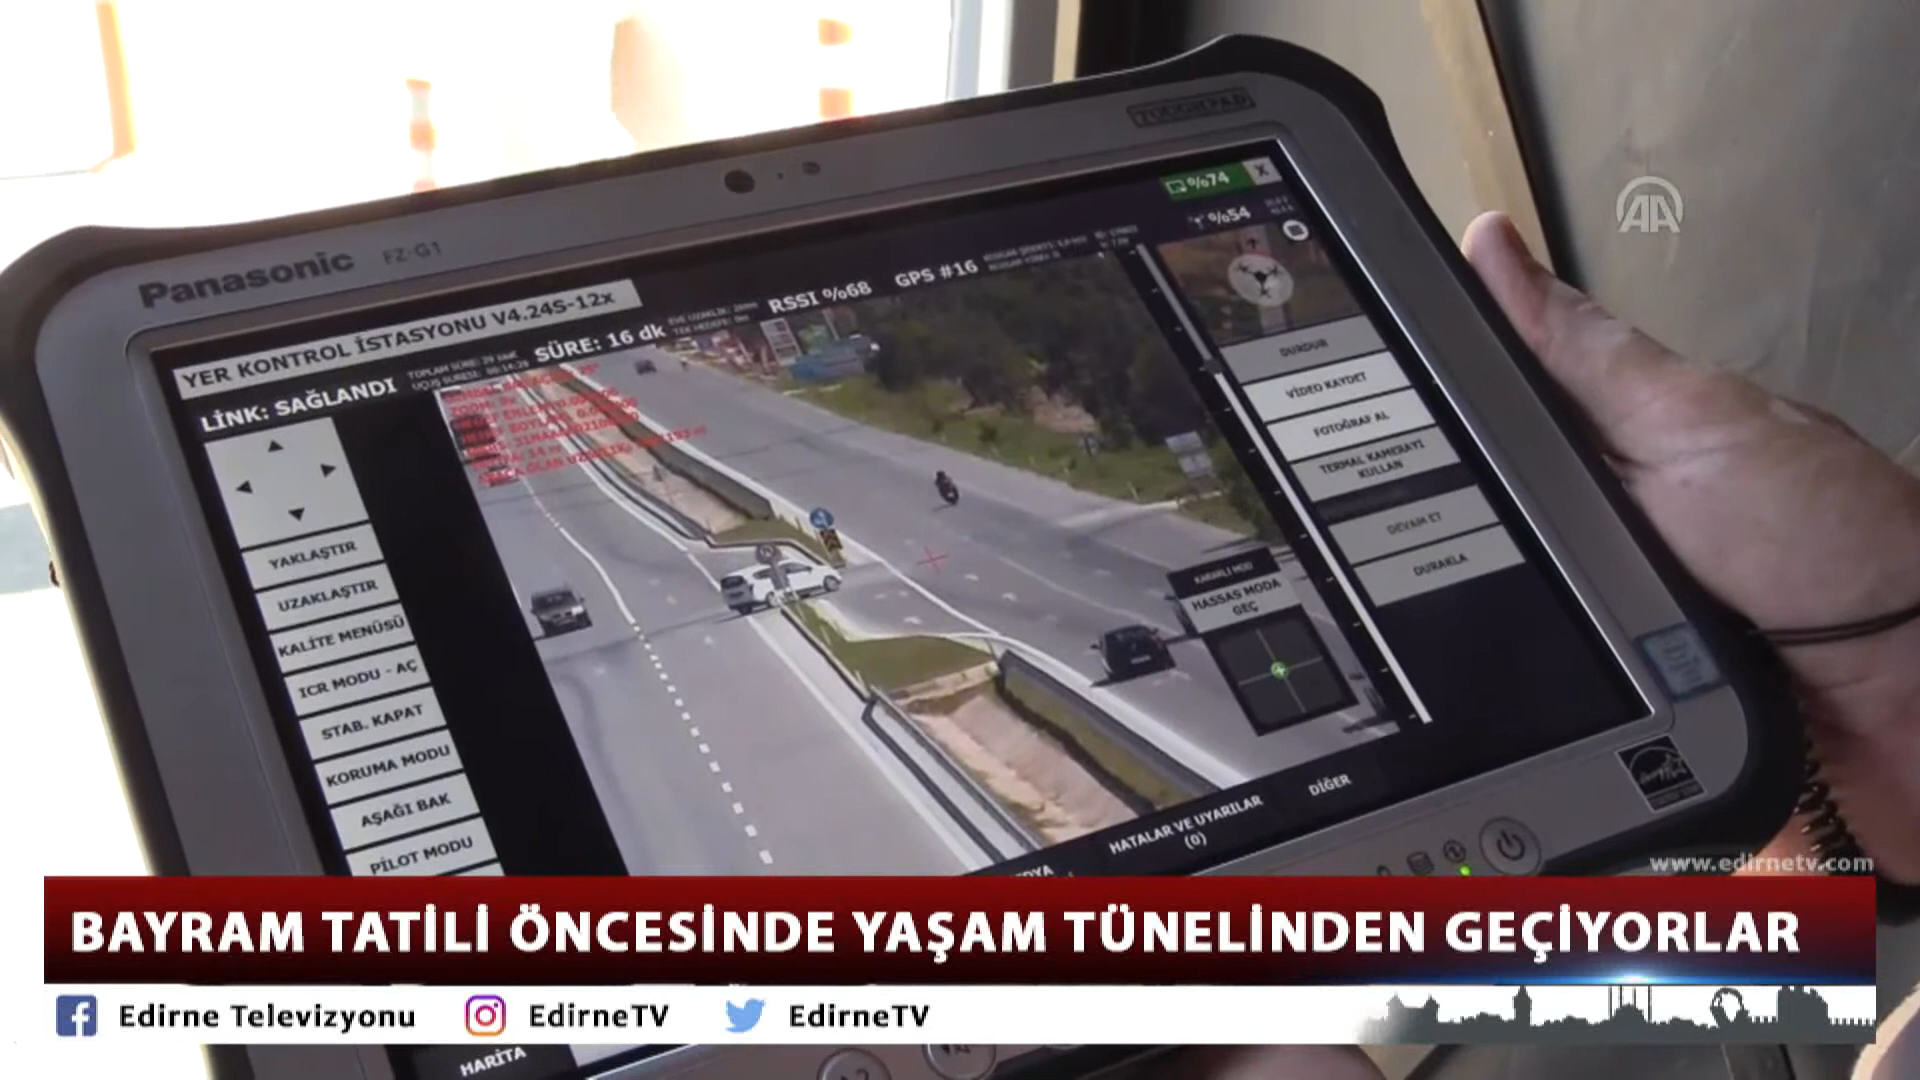 TOUGHPAD
AA
Panasonic FZ-G1
%74 X
%54
YER KONTROL İSTASYONU V4.24S-12x
LİNK: SAĞLANDI
SÜRE: 16 dk
RSSI %68
GPS #16
YAKLAŞTIR
UZAKLAŞTIR
KALİTE MENÜSÜ
ICR MODU - AÇ
STAB. KAPAT
KORUMA MODU
AŞAĞI BAK
PİLOT MODU
DURDUR
VİDEO KAYDET
FOTOĞRAF AL
TERMAL KAMERAYI
KULLAN
DEVAM ET
DURAKLA
KARARLI MOD
HASSAS MODA
GEÇ
HATALAR VE UYARILAR
(0)
DİĞER
HARİTA
www.edirnetv.com
BAYRAM TATİLİ ÖNCESİNDE YAŞAM TÜNELİNDEN GEÇİYORLAR
Edirne Televizyonu EdirneTV EdirneTV